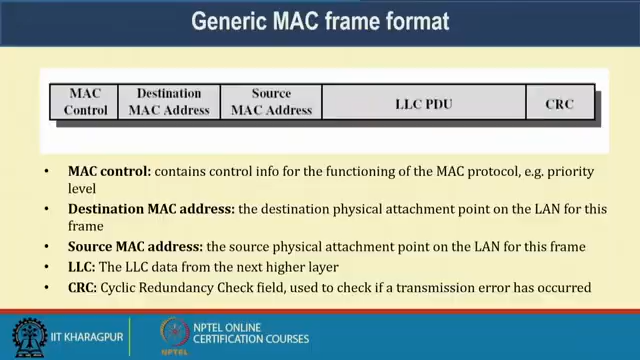 Generic MAC frame format
MAC Control
Destination MAC Address
Source MAC Address
LLC PDU
CRC
• MAC control: contains control info for the functioning of the MAC protocol, e.g. priority
level
• Destination MAC address: the destination physical attachment point on the LAN for this
frame
• Source MAC address: the source physical attachment point on the LAN for this frame
• LLC: The LLC data from the next higher layer
• CRC: Cyclic Redundancy Check field, used to check if a transmission error has occurred
IIT KHARAGPUR
NPTEL
NPTEL ONLINE
CERTIFICATION COURSES